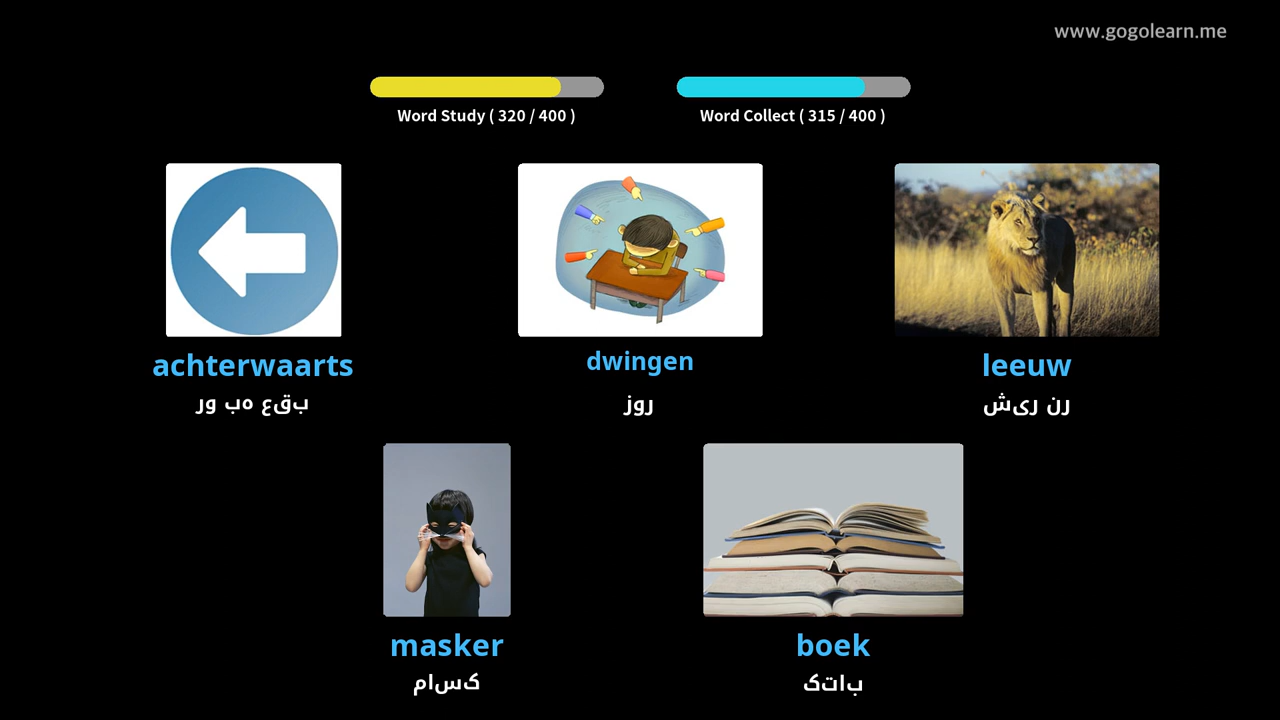 www.gogolearn.me
Word Study ( 320 / 400 )
Word Collect ( 315 / 400 )
achterwaarts
بقع هب ور
dwingen
روز
leeuw
رن ریش
masker
کسام
boek
باتک